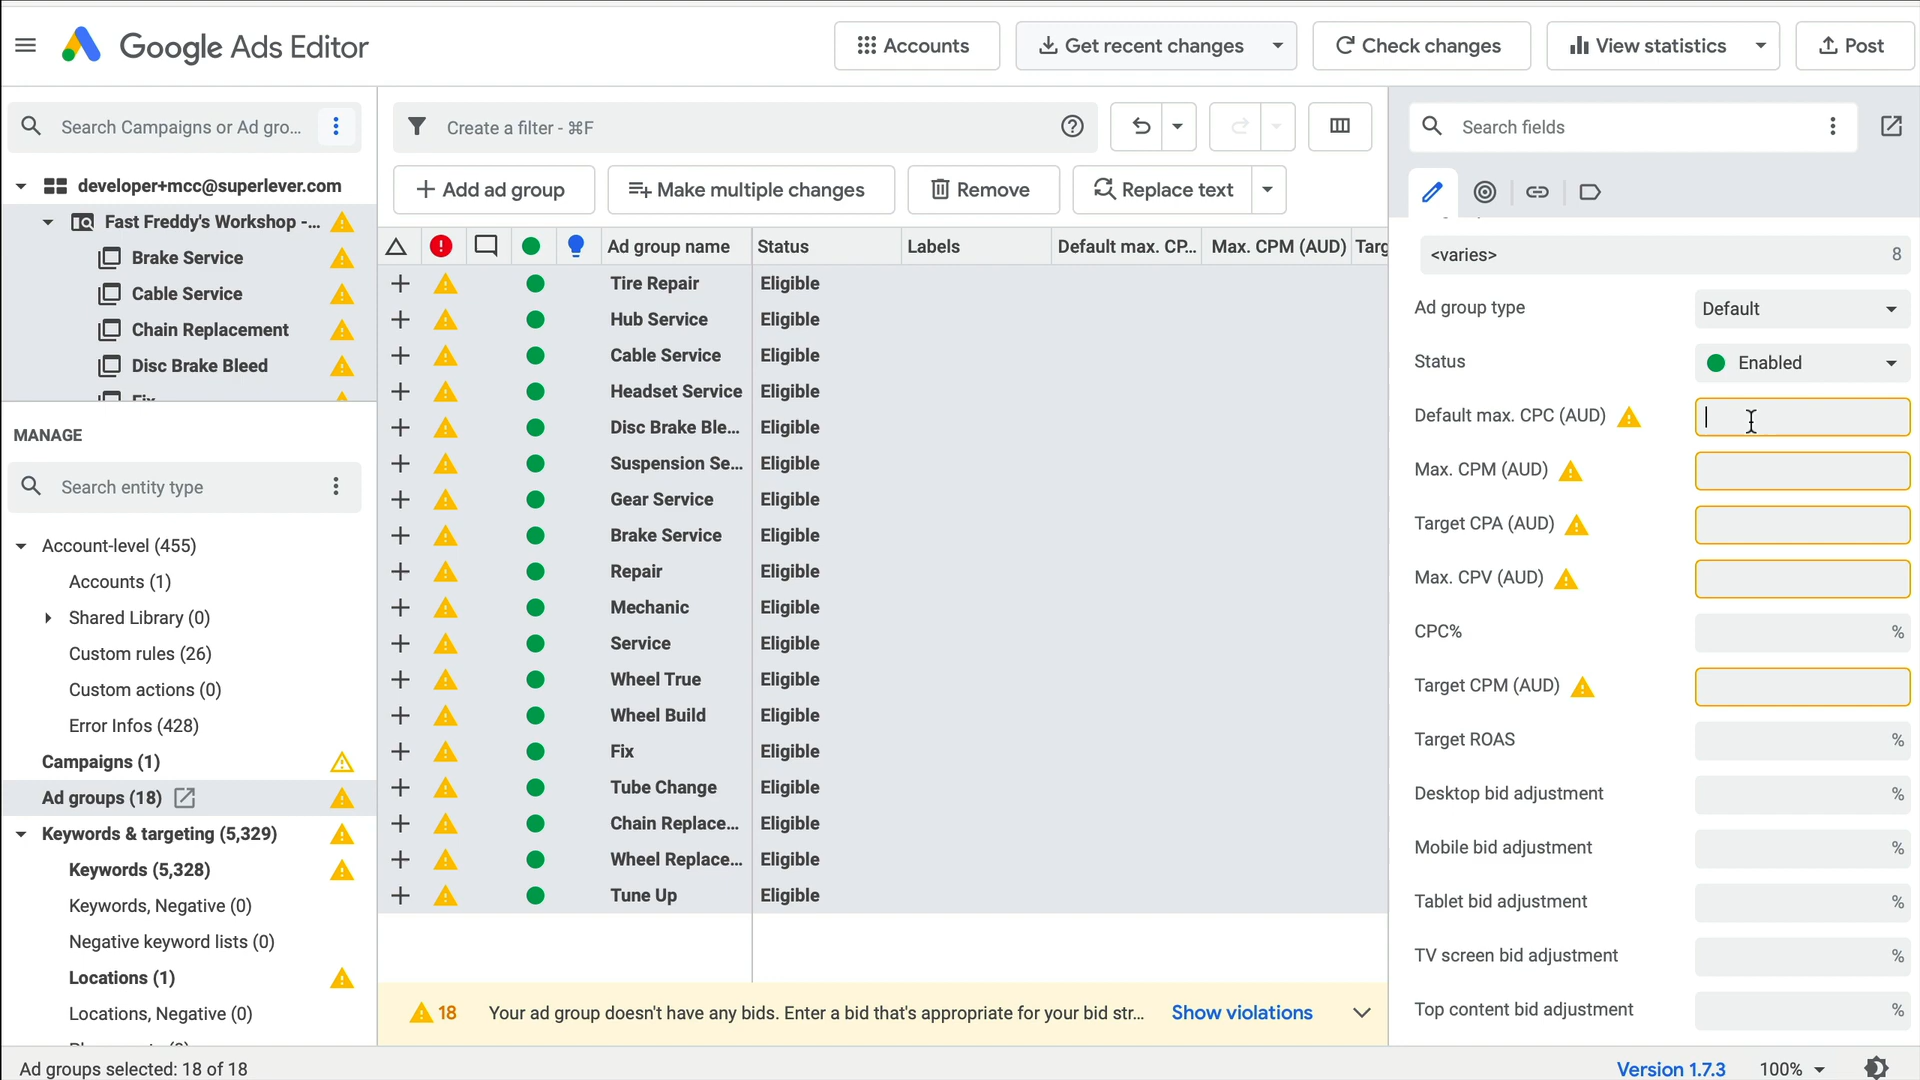 Google Ads Editor
Accounts
Get recent changes
Check changes
View statistics
Post
Search Campaigns or Ad gro...
developer+mcc@superlever.com
Fast Freddy's Workshop -...
Brake Service
Cable Service
Chain Replacement
Disc Brake Bleed
Fix
MANAGE
Search entity type
Account-level (455)
Accounts (1)
Shared Library (0)
Custom rules (26)
Custom actions (0)
Error Infos (428)
Campaigns (1)
Ad groups (18)
Keywords & targeting (5,329)
Keywords (5,328)
Keywords, Negative (0)
Negative keyword lists (0)
Locations (1)
Locations, Negative (0)
Create a filter - ⌘F
Add ad group
Make multiple changes
Remove
Replace text
Ad group name Status Labels Default max. CP... Max. CPM (AUD) Targ
Tire Repair Eligible
Hub Service Eligible
Cable Service Eligible
Headset Service Eligible
Disc Brake Ble... Eligible
Suspension Se... Eligible
Gear Service Eligible
Brake Service Eligible
Repair Eligible
Mechanic Eligible
Service Eligible
Wheel True Eligible
Wheel Build Eligible
Fix Eligible
Tube Change Eligible
Chain Replace... Eligible
Wheel Replace... Eligible
Tune Up Eligible
18 Your ad group doesn't have any bids. Enter a bid that's appropriate for your bid str... Show violations
Search fields
<varies> 8
Ad group type Default
Status Enabled
Default max. CPC (AUD)
Max. CPM (AUD)
Target CPA (AUD)
Max. CPV (AUD)
CPC% %
Target CPM (AUD)
Target ROAS %
Desktop bid adjustment %
Mobile bid adjustment %
Tablet bid adjustment %
TV screen bid adjustment %
Top content bid adjustment %
Ad groups selected: 18 of 18
Version 1.7.3 100%